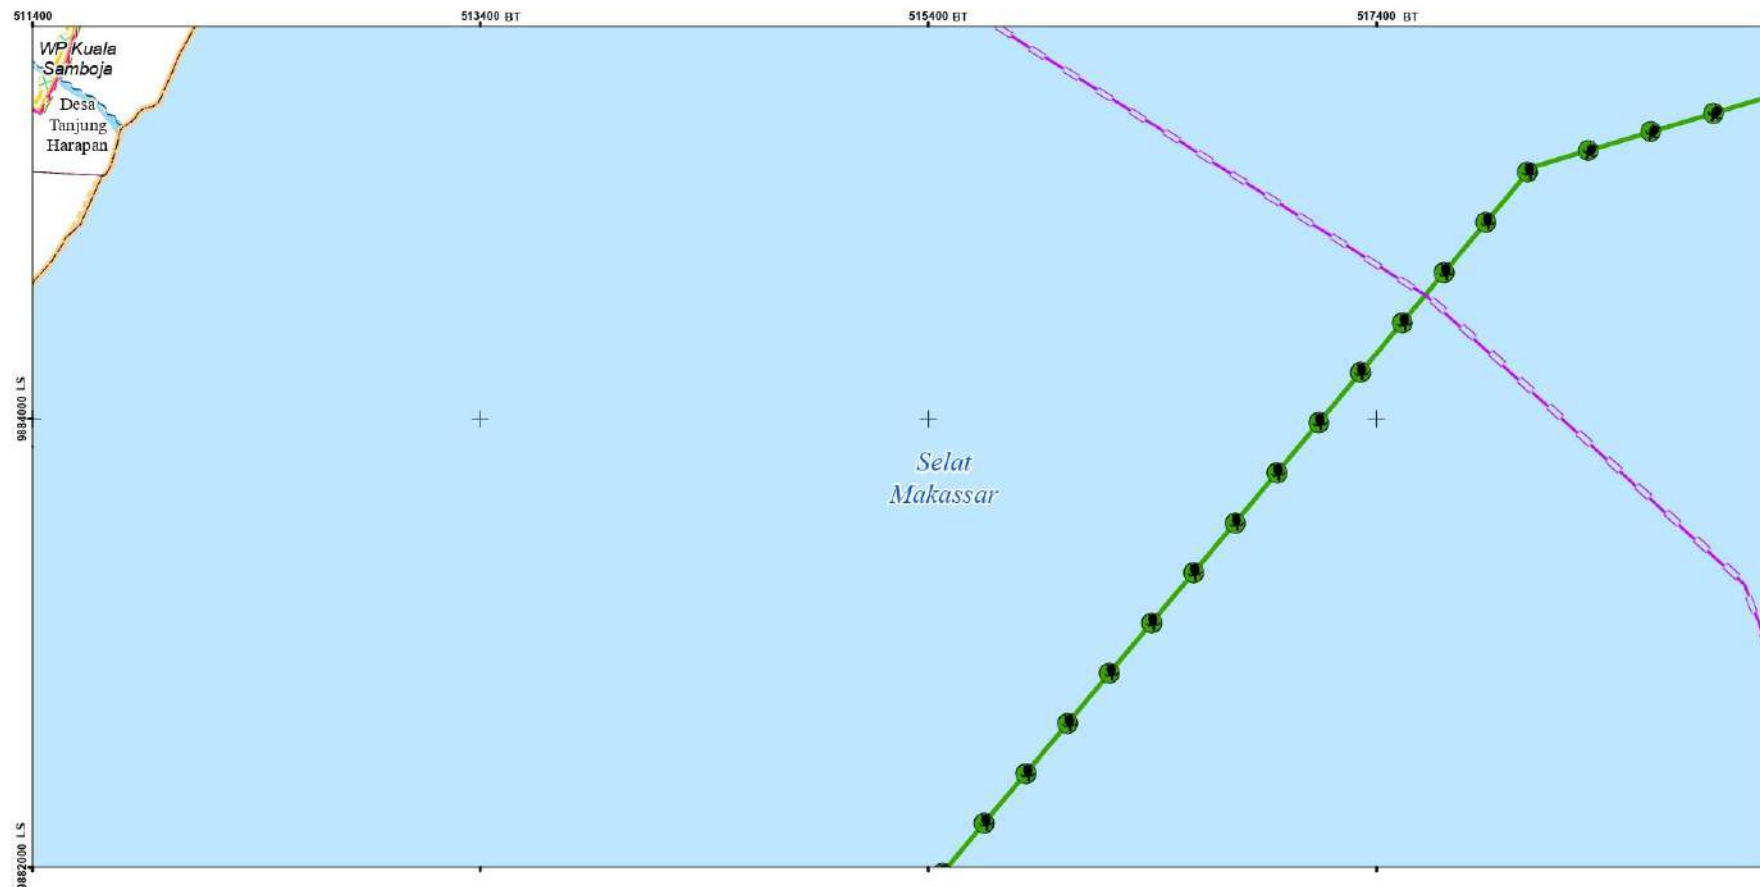 511400
513400 BT
515400 BT
517400 BT
WP Kuala
Samboja
Desa
Tanjung
Harapan
9884000 LS
Selat
Makassar
9882000 LS